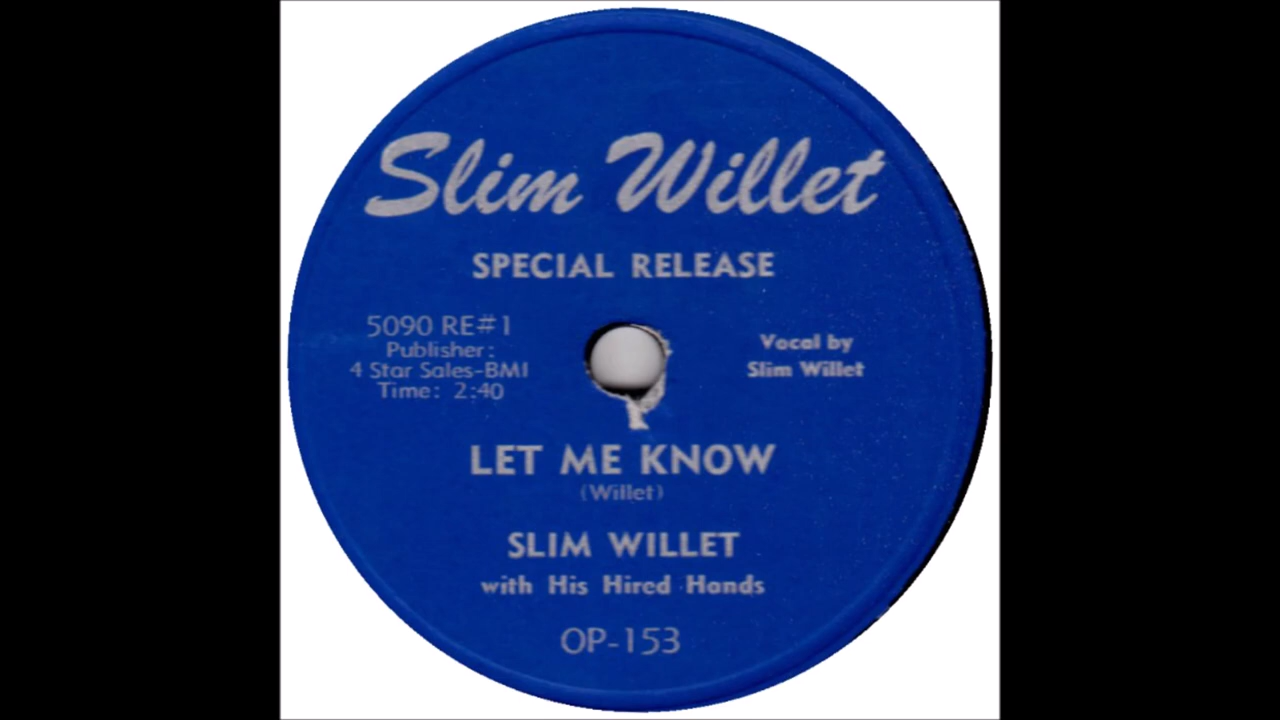 Slim Willet
SPECIAL RELEASE
5090 RE#1
Publisher:
4 Star Sales-BMI
Time: 2:40
Vocal by
Slim Willet
LET ME KNOW
(Willet)
SLIM WILLET
with His Hired Hands
OP-153